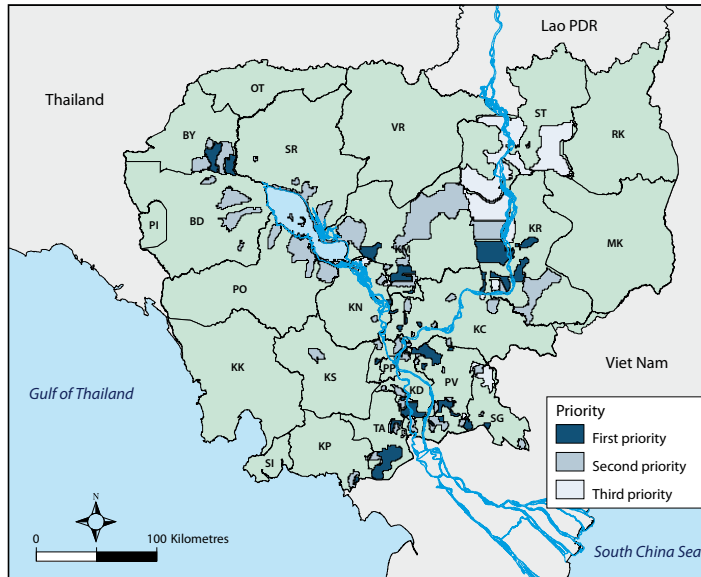 Lao PDR
Thailand
OT
ST
VR
BY
RK
SR
PI
BD
KR
KM
MK
PO
KN
KC
KK
KS
PP
Viet Nam
Gulf of Thailand
KD
PV
TA
SG
KP
SI
Priority
First priority
Second priority
Third priority
N
0
100 Kilometres
South China Sea